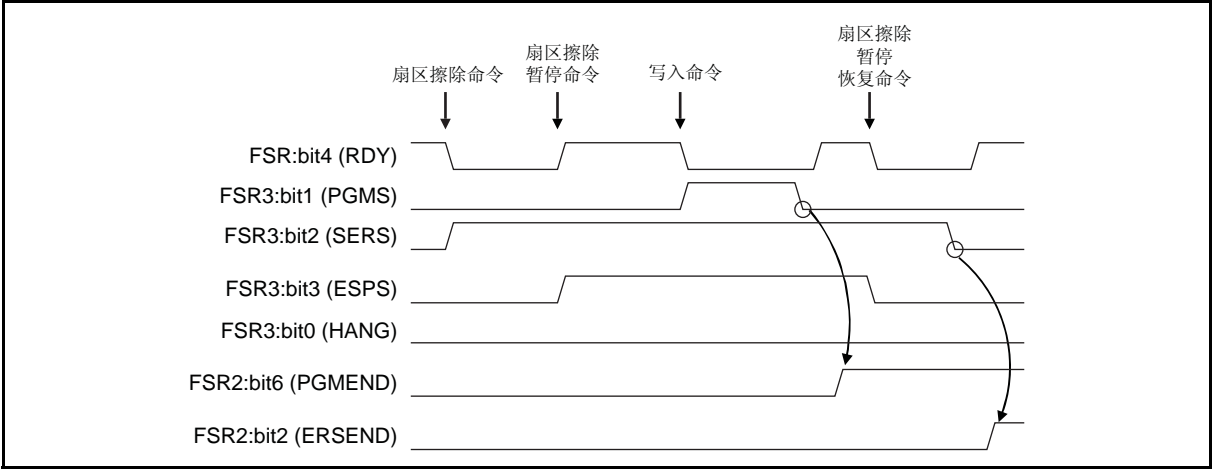 扇区擦除命令
扇区擦除
暂停命令
写入命令
扇区擦除
暂停
恢复命令
FSR:bit4 (RDY)
FSR3:bit1 (PGMS)
FSR3:bit2 (SERS)
FSR3:bit3 (ESPS)
FSR3:bit0 (HANG)
FSR2:bit6 (PGMEND)
FSR2:bit2 (ERSEND)